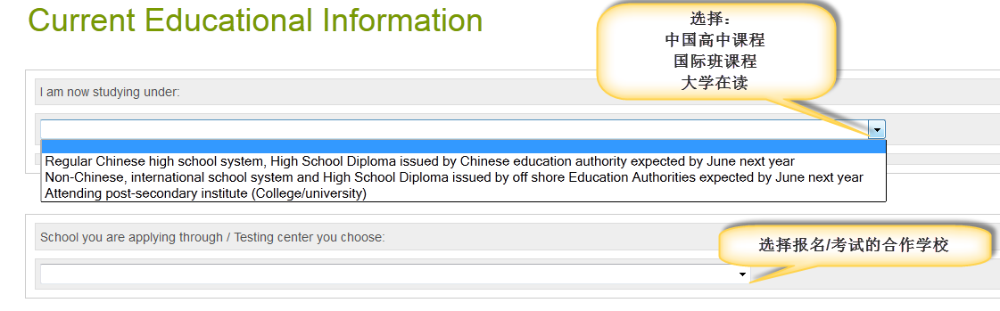 Current Educational Information
选择：
中国高中课程
国际班课程
大学在读
I am now studying under:
Regular Chinese high school system, High School Diploma issued by Chinese education authority expected by June next year
Non-Chinese, international school system and High School Diploma issued by off shore Education Authorities expected by June next year
Attending post-secondary institute (College/university)
School you are applying through / Testing center you choose:
选择报名/考试的合作学校